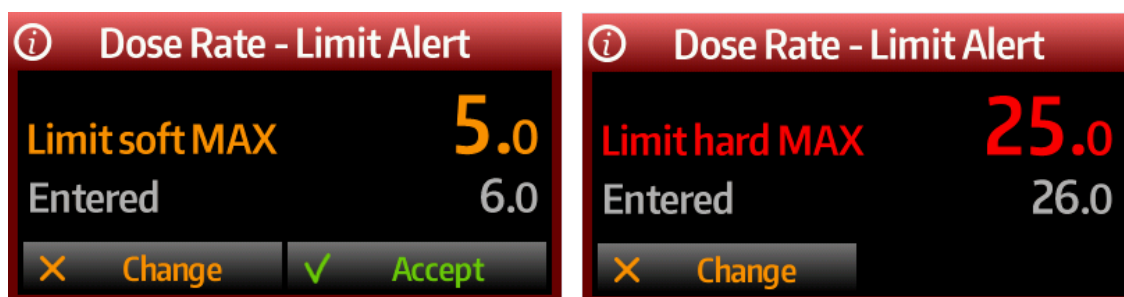 Dose Rate - Limit Alert
Limit soft MAX 5.0
Entered 6.0
Change Accept
Dose Rate - Limit Alert
Limit hard MAX 25.0
Entered 26.0
Change